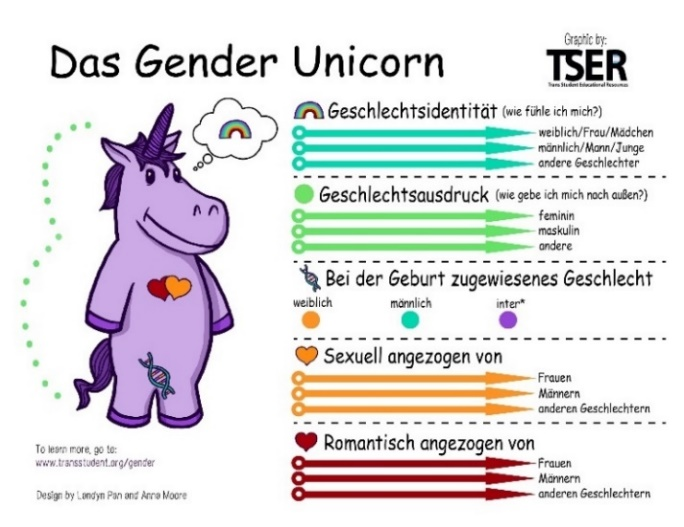 Das Gender Unicorn
Graphic by:
TSER
Trans Student Educational Resources
Geschlechtsidentität (wie fühle ich mich?)
weiblich/Frau/Mädchen
männlich/Mann/Junge
andere Geschlechter
Geschlechtsausdruck (wie gebe ich mich nach außen?)
feminin
maskulin
andere
Bei der Geburt zugewiesenes Geschlecht
weiblich männlich inter*
Sexuell angezogen von
Frauen
Männern
anderen Geschlechtern
Romantisch angezogen von
Frauen
Männern
anderen Geschlechtern
To learn more, go to:
www.transstudent.org/gender
Design by Landyn Pan and Anna Moore